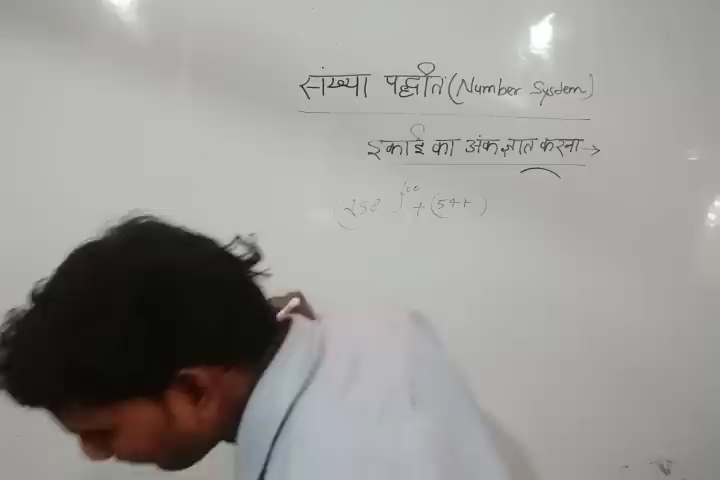 संख्या पद्धति (Number System)
इकाई का अंक ज्ञात करना →